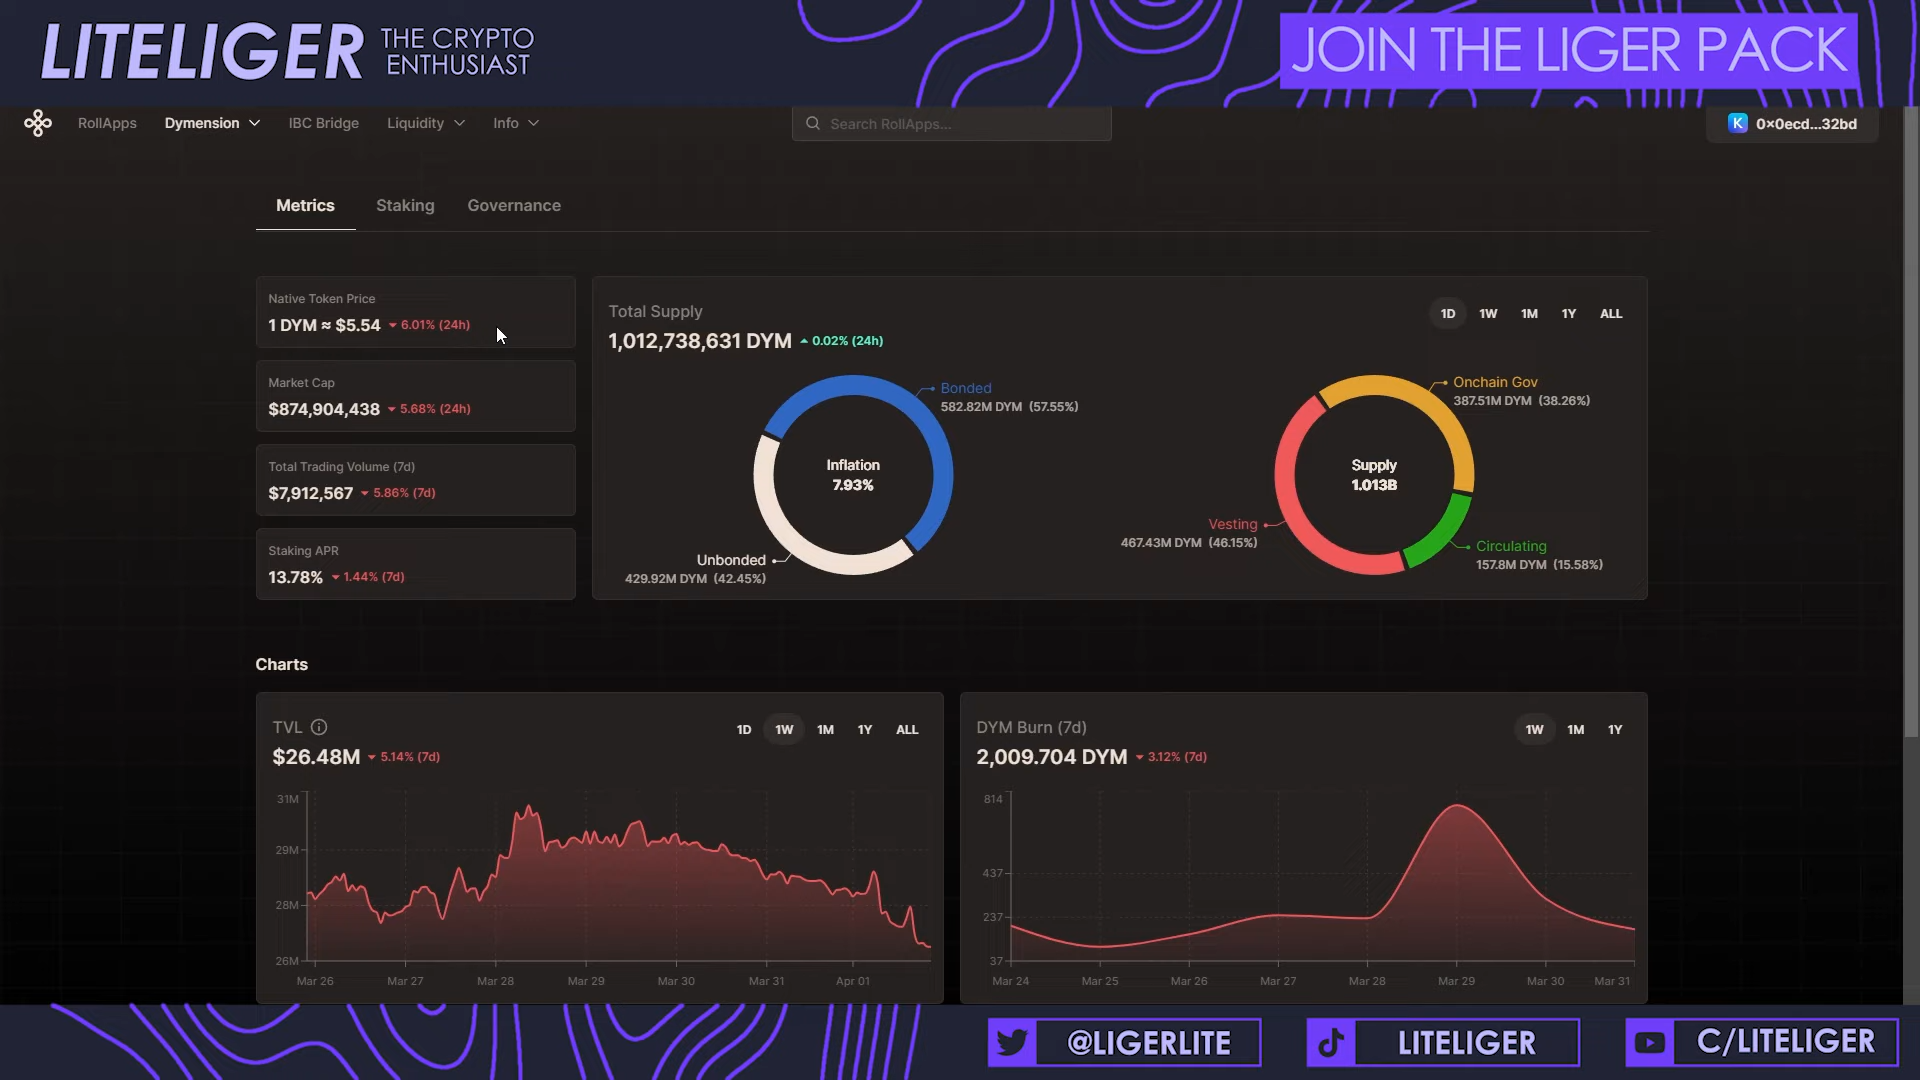 LITELIGER THE CRYPTO
ENTHUSIAST
JOIN THE LIGER PACK
RollApps Dymension IBC Bridge Liquidity Info
Search RollApps...
K 0x0ecd...32bd
Metrics Staking Governance
Native Token Price
1 DYM ≈ $5.54 6.01% (24h)
Market Cap
$874,904,438 5.68% (24h)
Total Trading Volume (7d)
$7,912,567 5.86% (7d)
Staking APR
13.78% 1.44% (7d)
Total Supply
1,012,738,631 DYM 0.02% (24h)
1D 1W 1M 1Y ALL
Bonded
582.82M DYM (57.55%)
Inflation
7.93%
Unbonded
429.92M DYM (42.45%)
Onchain Gov
387.51M DYM (38.26%)
Supply
1.013B
Vesting
467.43M DYM (46.15%)
Circulating
157.8M DYM (15.58%)
Charts
TVL
$26.48M 5.14% (7d)
1D 1W 1M 1Y ALL
31M
29M
28M
26M
Mar 26 Mar 27 Mar 28 Mar 29 Mar 30 Mar 31 Apr 01
DYM Burn (7d)
2,009.704 DYM 3.12% (7d)
1W 1M 1Y
814
437
237
37
Mar 24 Mar 25 Mar 26 Mar 27 Mar 28 Mar 29 Mar 30 Mar 31
@LIGERLITE
LITELIGER
C/LITELIGER